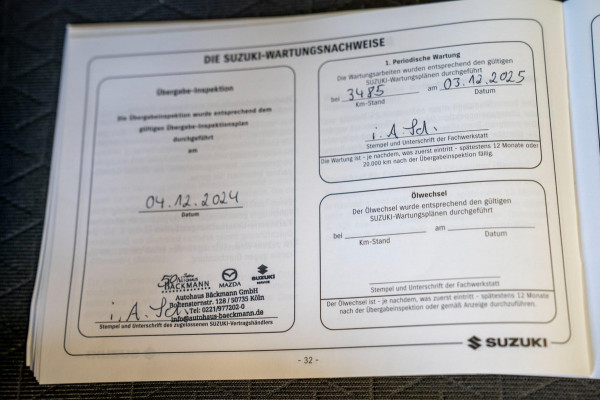 DIE SUZUKI-WARTUNGSNACHWEISE
Übergabe-Inspektion
Die Übergabeinspektion wurde entsprechend dem
gültigen Übergabe-Inspektionsplan
durchgeführt
am
04.12.2024
Datum
50 Jahre
AUTOHAUS
BÄCKMANN
MAZDA
SUZUKI
Autohaus Bäckmann GmbH
Boltensternstr. 128 / 50735 Köln
Tel: 0221/977202-0
info@autohaus-baeckmann.de
i. A. Sd.
Stempel und Unterschrift des zugelassenen SUZUKI-Vertragshändlers
1. Periodische Wartung
Die Wartungsarbeiten wurden entsprechend den gültigen
SUZUKI-Wartungsplänen durchgeführt
bei 3485 am 03.12.2025
Km-Stand Datum
i. A. Sd.
Stempel und Unterschrift der Fachwerkstatt
Die Wartung ist - je nachdem, was zuerst eintritt - spätestens 12 Monate oder
20.000 km nach der Übergabeinspektion fällig.
Ölwechsel
Der Ölwechsel wurde entsprechend den gültigen
SUZUKI-Wartungsplänen durchgeführt
bei am
Km-Stand Datum
Stempel und Unterschrift der Fachwerkstatt
Der Ölwechsel ist - je nachdem, was zuerst eintritt - spätestens 12 Monate
nach der Übergabeinspektion oder gemäß Anzeige durchzuführen.
- 32 -
SUZUKI